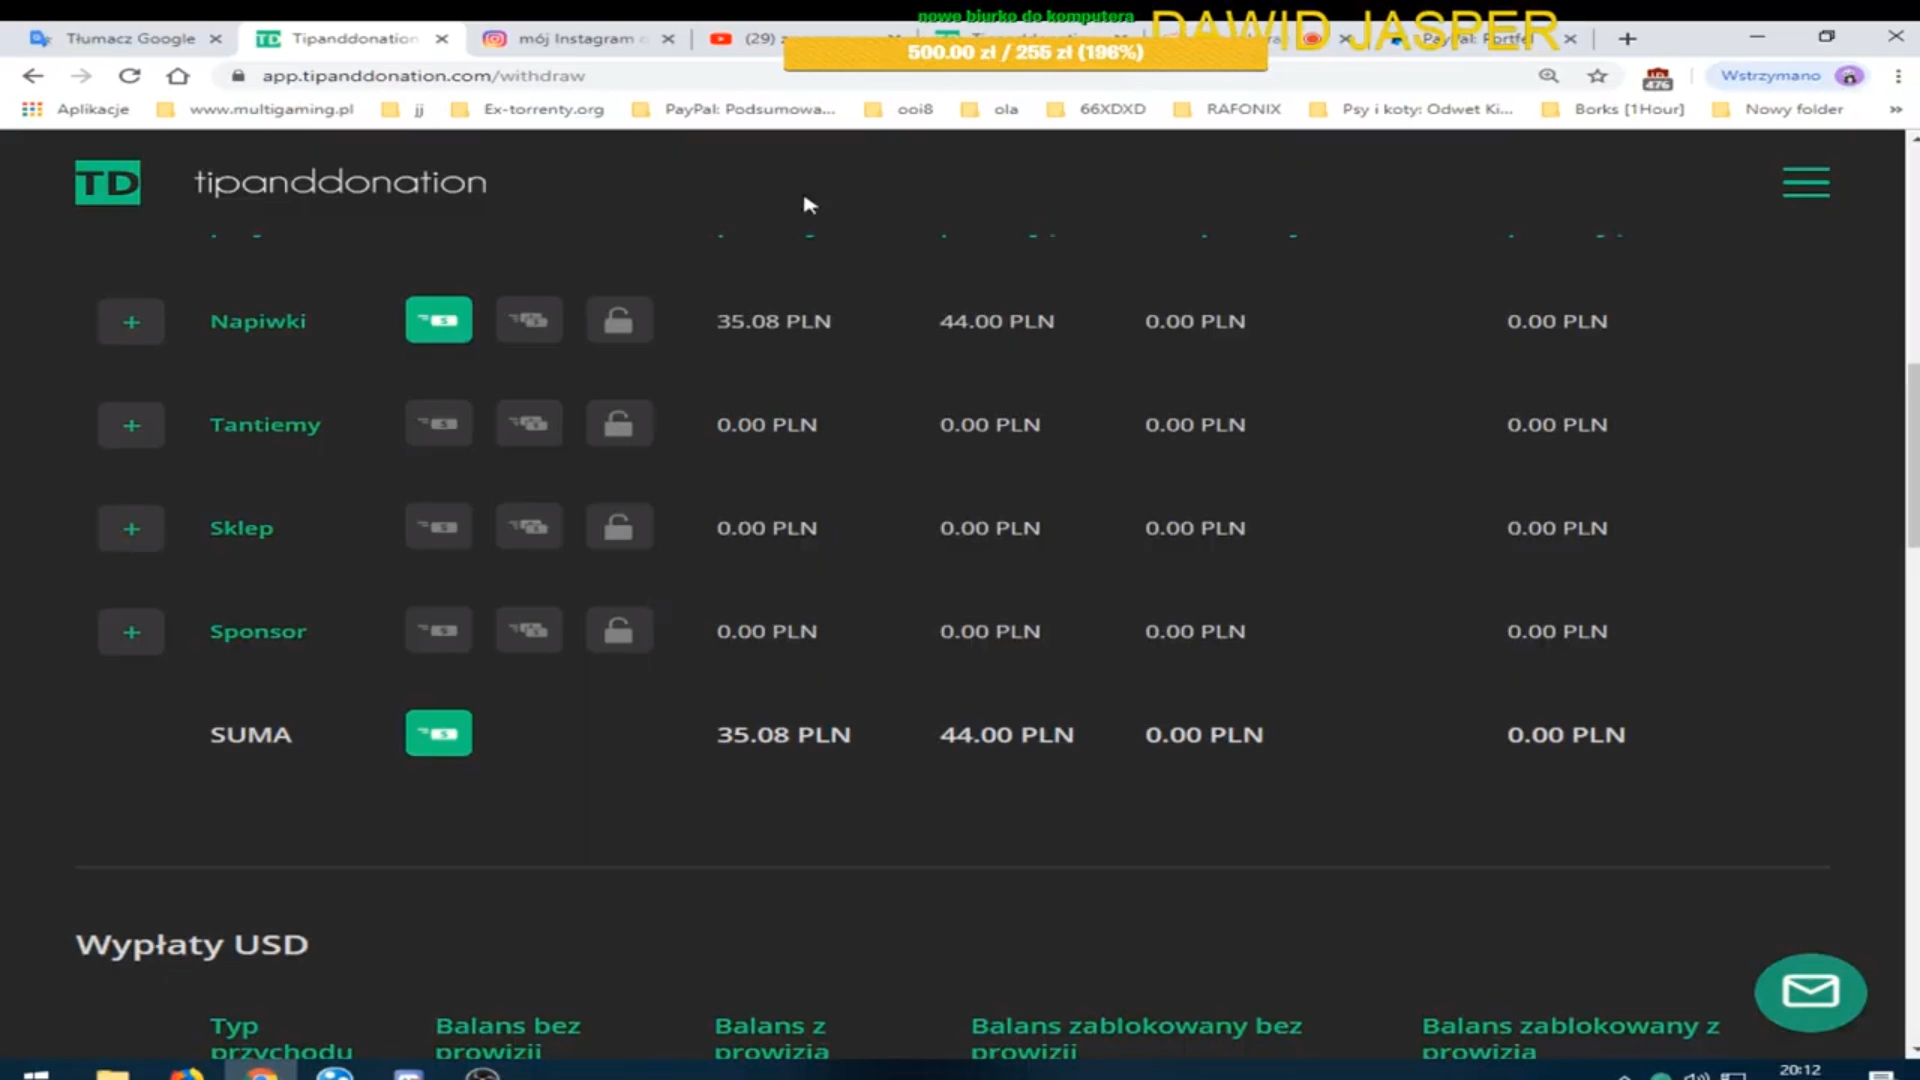 nowe biurko do komputera
DAWID JASPER
500.00 zł / 255 zł (196%)
Tłumacz Google
Tipanddonation
mój Instagram
(29)
PayPal: Portfel
app.tipanddonation.com/withdraw
476
Wstrzymano
Aplikacje
www.multigaming.pl
jj
Ex-torrenty.org
PayPal: Podsumowa...
ooi8
ola
66XDXD
RAFONIX
Psy i koty: Odwet Ki...
Borks [1Hour]
Nowy folder
»
TD tipanddonation
+ Napiwki 35.08 PLN 44.00 PLN 0.00 PLN 0.00 PLN
+ Tantiemy 0.00 PLN 0.00 PLN 0.00 PLN 0.00 PLN
+ Sklep 0.00 PLN 0.00 PLN 0.00 PLN 0.00 PLN
+ Sponsor 0.00 PLN 0.00 PLN 0.00 PLN 0.00 PLN
SUMA 35.08 PLN 44.00 PLN 0.00 PLN 0.00 PLN
Wypłaty USD
Typ przychodu
Balans bez prowizji
Balans z prowizją
Balans zablokowany bez prowizji
Balans zablokowany z prowizją
20:12